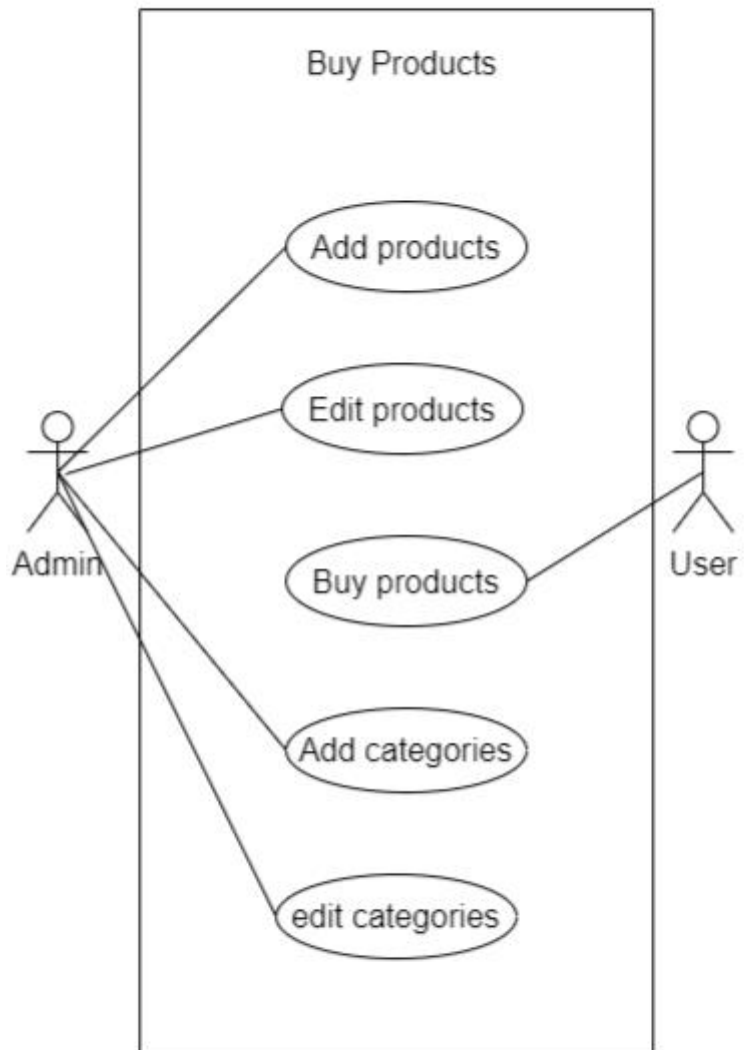 Buy Products
Add products
Edit products
Admin
User
Buy products
Add categories
edit categories